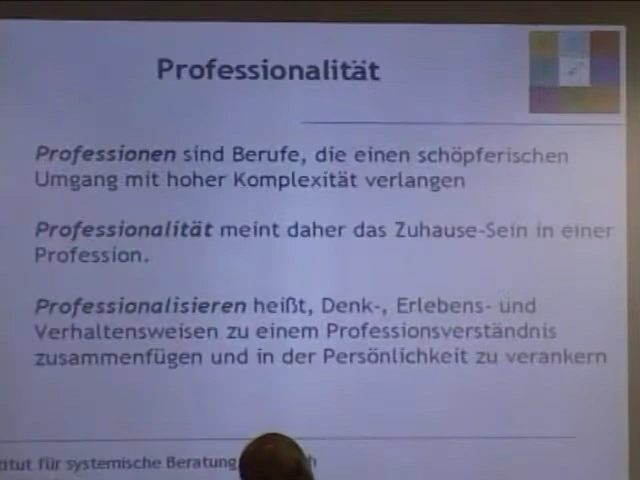 Professionalität
Professionen sind Berufe, die einen schöpferischen
Umgang mit hoher Komplexität verlangen
Professionalität meint daher das Zuhause-Sein in einer
Profession.
Professionalisieren heißt, Denk-, Erlebens- und
Verhaltensweisen zu einem Professionsverständnis
zusammenfügen und in der Persönlichkeit zu verankern
für systemische Beratung